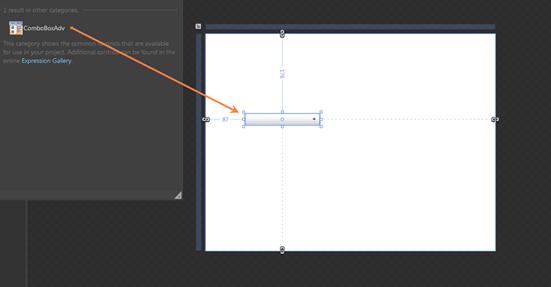 1 result in other categories.
ComboBoxAdv
This category shows the common controls that are available
for use in your project. Additional controls can be found in the
online Expression Gallery.
176
87